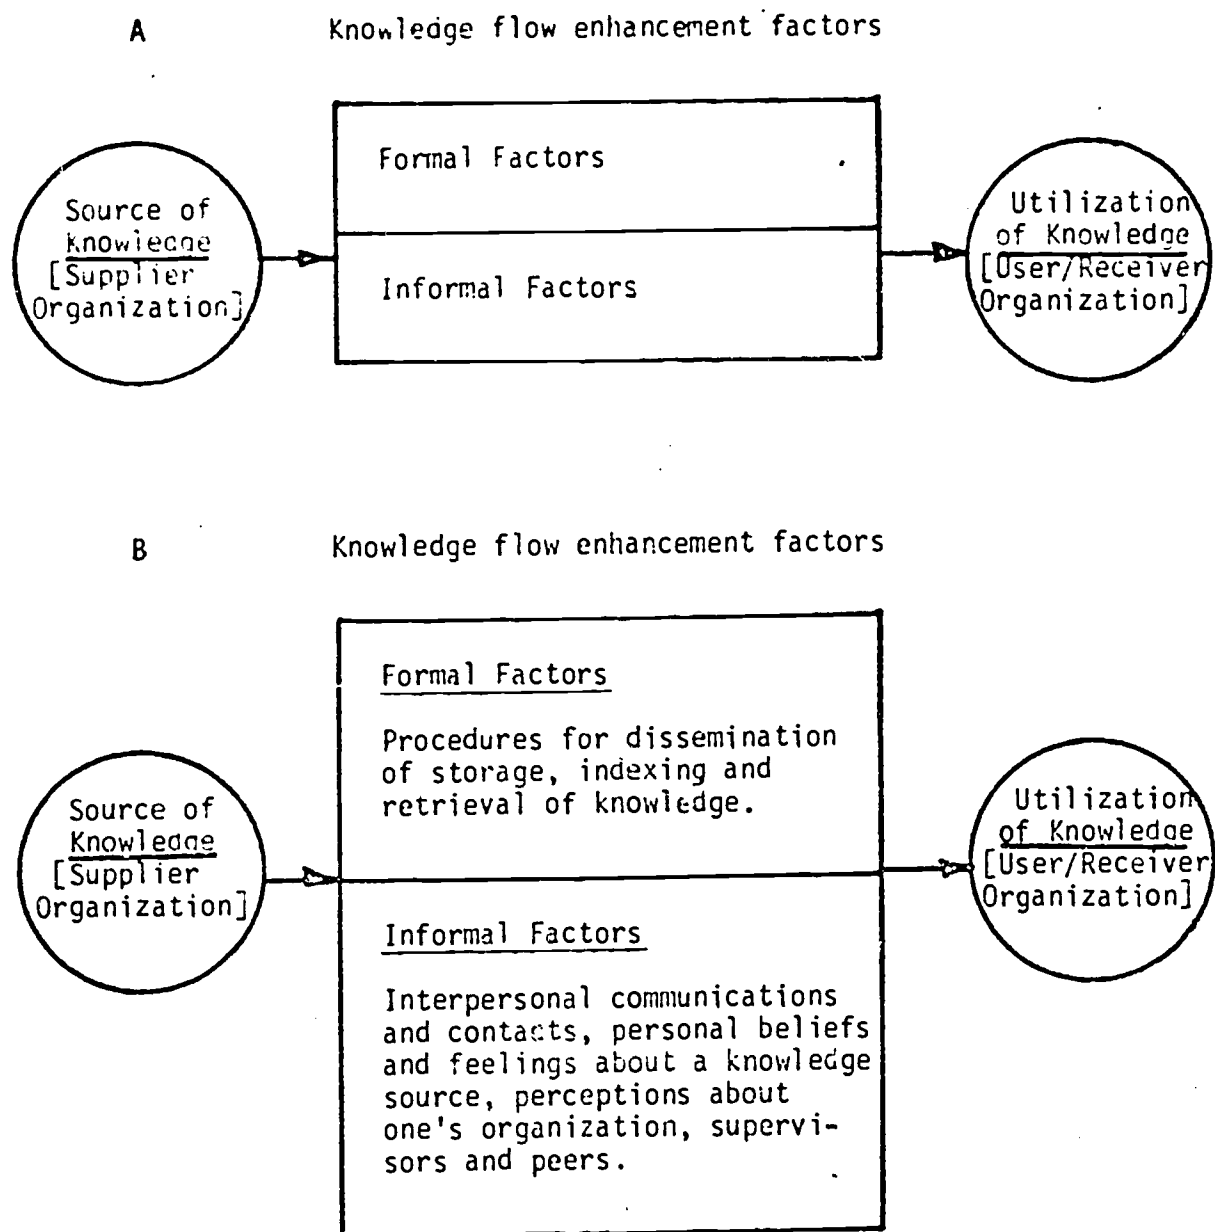 A
Knowledge flow enhancement factors
Source of
Knowledge
[Supplier
Organization]
Formal Factors
Informal Factors
Utilization
of Knowledge
[User/Receiver
Organization]
B
Knowledge flow enhancement factors
Source of
Knowledge
[Supplier
Organization]
Formal Factors
Procedures for dissemination
of storage, indexing and
retrieval of knowledge.
Informal Factors
Interpersonal communications
and contacts, personal beliefs
and feelings about a knowledge
source, perceptions about
one's organization, supervi-
sors and peers.
Utilization
of Knowledge
[User/Receiver
Organization]